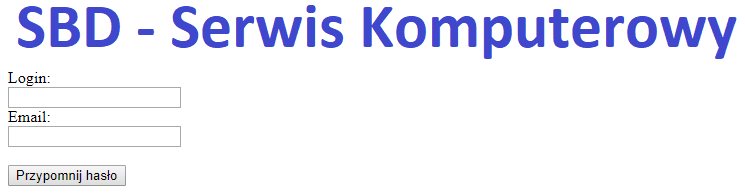 SBD - Serwis Komputerowy
Login:
Email:
Przypomnij hasło